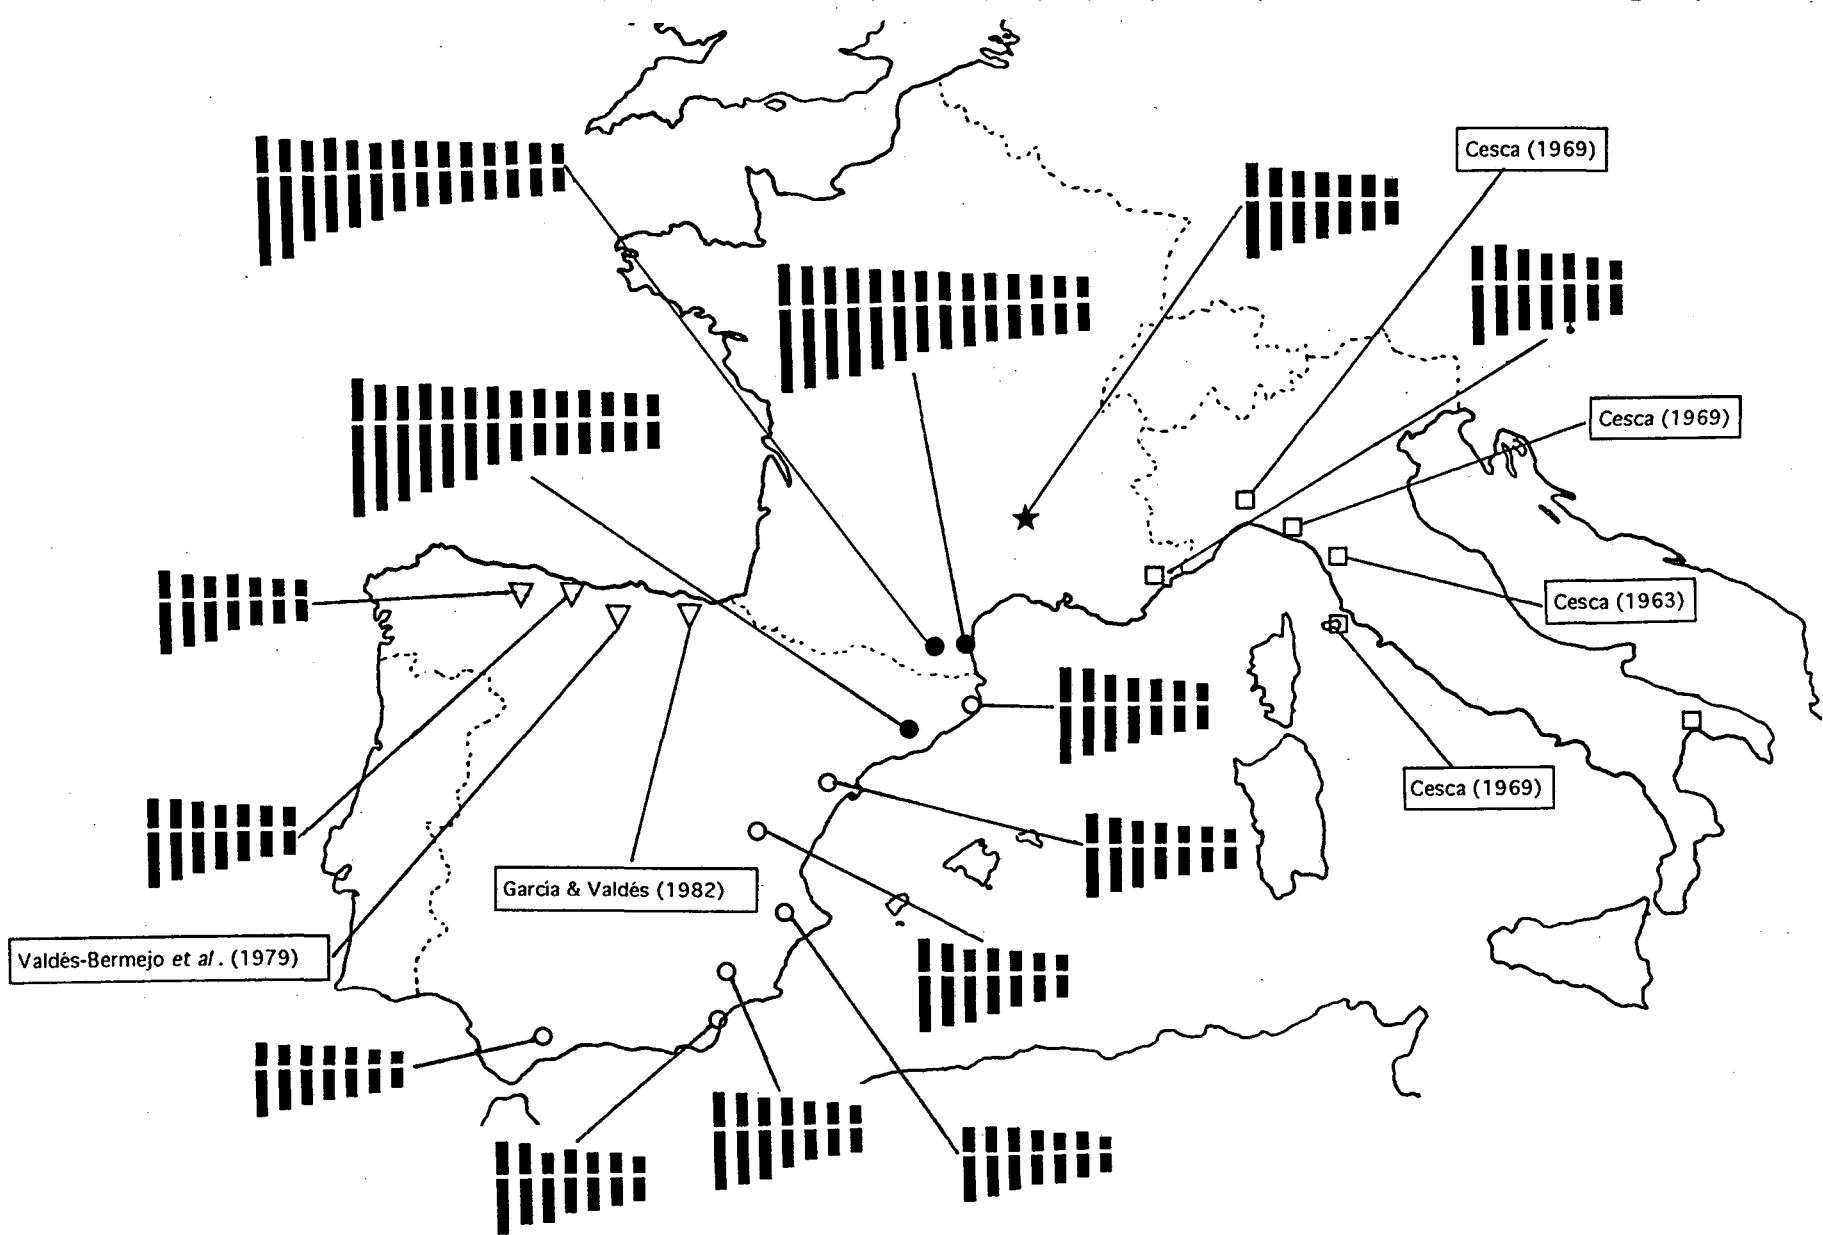 Cesca (1969)
Cesca (1969)
Cesca (1963)
Cesca (1969)
García & Valdés (1982)
Valdés-Bermejo et al. (1979)